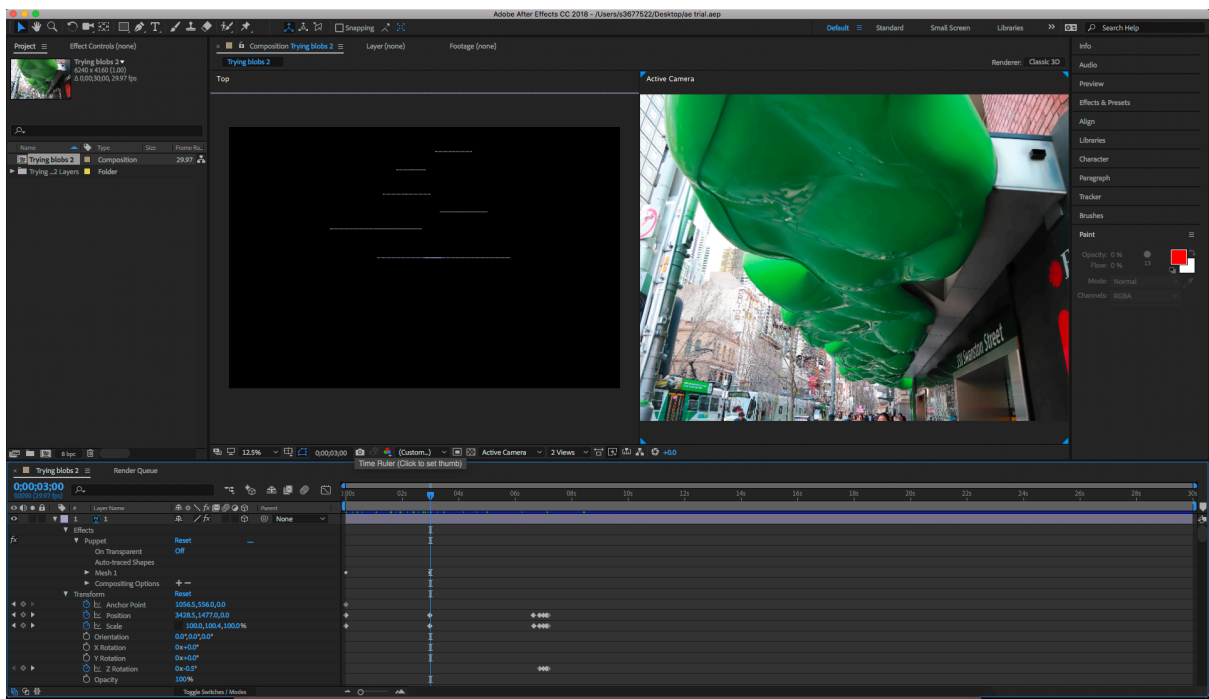 Adobe After Effects CC 2018 - /Users/s3677522/Desktop/ae trial.aep
Snapping
Default
Standard
Small Screen
Libraries
Search Help
Project
Effect Controls (none)
Composition Trying blobs 2
Layer (none)
Footage (none)
Info
Trying blobs 2
6240 x 4160 (1.00)
Δ 0;00;30;00, 29.97 fps
Trying blobs 2
Renderer: Classic 3D
Audio
Top
Active Camera
Preview
Effects & Presets
Align
Libraries
Name
Type
Size
Frame Ra..
Trying blobs 2
Composition
29.97
Character
Trying ...2 Layers
Folder
Paragraph
Tracker
Brushes
Paint
Opacity: 0 %
Flow: 0 %
13
Mode: Normal
Channels: RGBA
Swanston Street
8 bpc
12.5%
0;00;03;00
(Custom...)
Active Camera
2 Views
+0.0
Time Ruler (Click to set thumb)
Trying blobs 2
Render Queue
0;00;03;00
00090 (29.97 fps)
02s
04s
06s
08s
10s
12s
14s
16s
18s
20s
22s
24s
26s
28s
30s
#
Layer Name
Parent
1
1
None
Effects
fx
Puppet
Reset
On Transparent
Off
Auto-traced Shapes
Mesh 1
Compositing Options
Transform
Reset
Anchor Point
1056.5,556.0,0.0
Position
3428.5,1477.0,0.0
Scale
100.0,100.4,100.0%
Orientation
0.0°,0.0°,0.0°
X Rotation
0x+0.0°
Y Rotation
0x+0.0°
Z Rotation
0x-0.5°
Opacity
100%
Toggle Switches / Modes